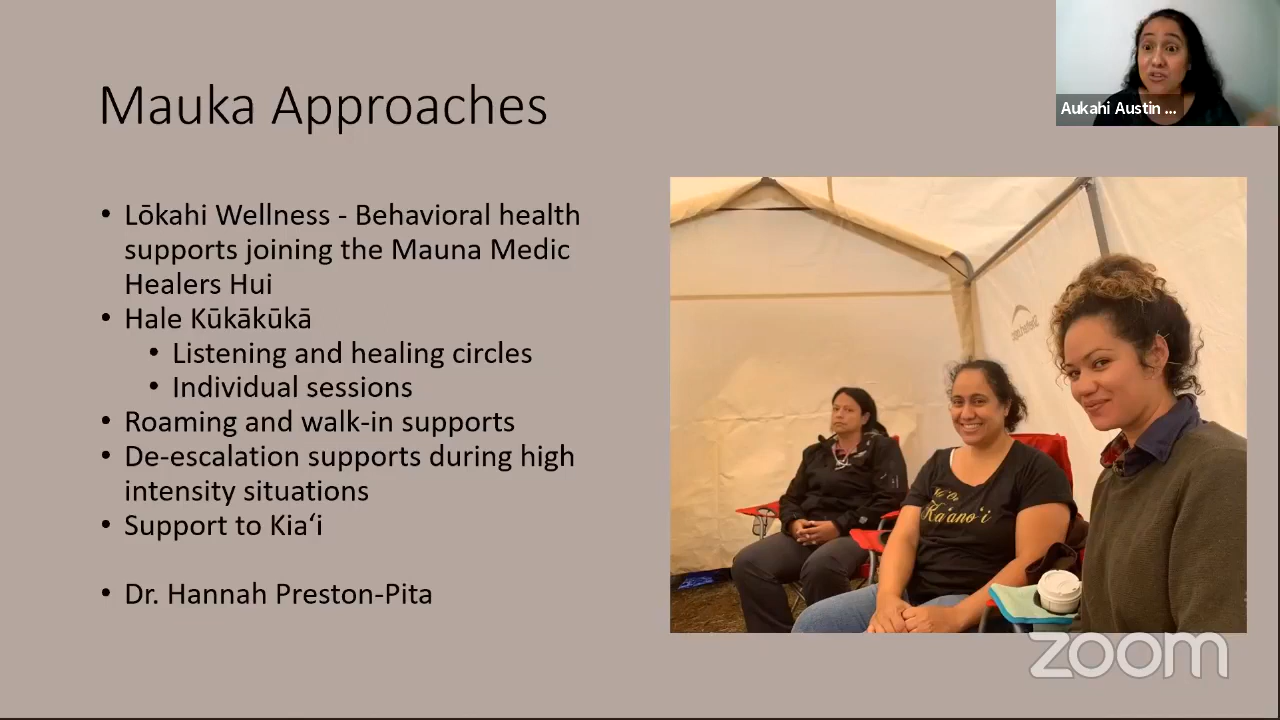 Mauka Approaches
Aukahi Austin ...
• Lōkahi Wellness - Behavioral health
supports joining the Mauna Medic
Healers Hui
• Hale Kūkākūkā
• Listening and healing circles
• Individual sessions
• Roaming and walk-in supports
• De-escalation supports during high
intensity situations
• Support to Kiaʻi
• Dr. Hannah Preston-Pita
Ka'ano'i
zoom